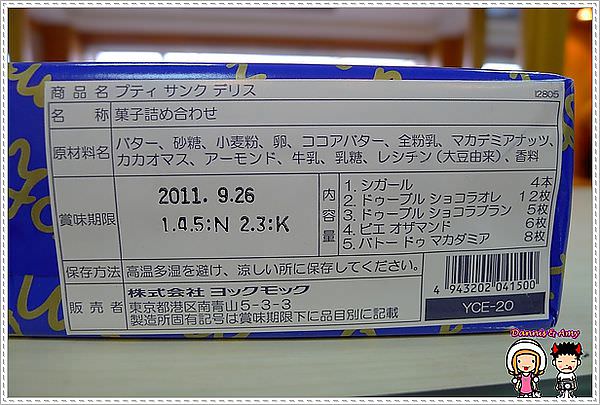 商品名 プティ サンク デリス 12805
名称 菓子詰め合わせ
原材料名 バター、砂糖、小麦粉、卵、ココアバター、全粉乳、マカデミアナッツ、
カカオマス、アーモンド、牛乳、乳糖、レシチン(大豆由来)、香料
賞味期限 2011. 9.26
1.4.5:N 2.3:K
内容量
1. シガール 4本
2. ドゥーブル ショコラオレ 12枚
3. ドゥーブル ショコラブラン 5枚
4. ビエ オザマンド 6枚
5. バトー ドゥ マカダミア 8枚
保存方法 高温多湿を避け、涼しい所に保存してください。
販売者 株式会社 ヨックモック
東京都港区南青山5-3-3
製造所固有記号は賞味期限下に品目別に記載
4 943202 041500
YCE-20
Dannis & Amy